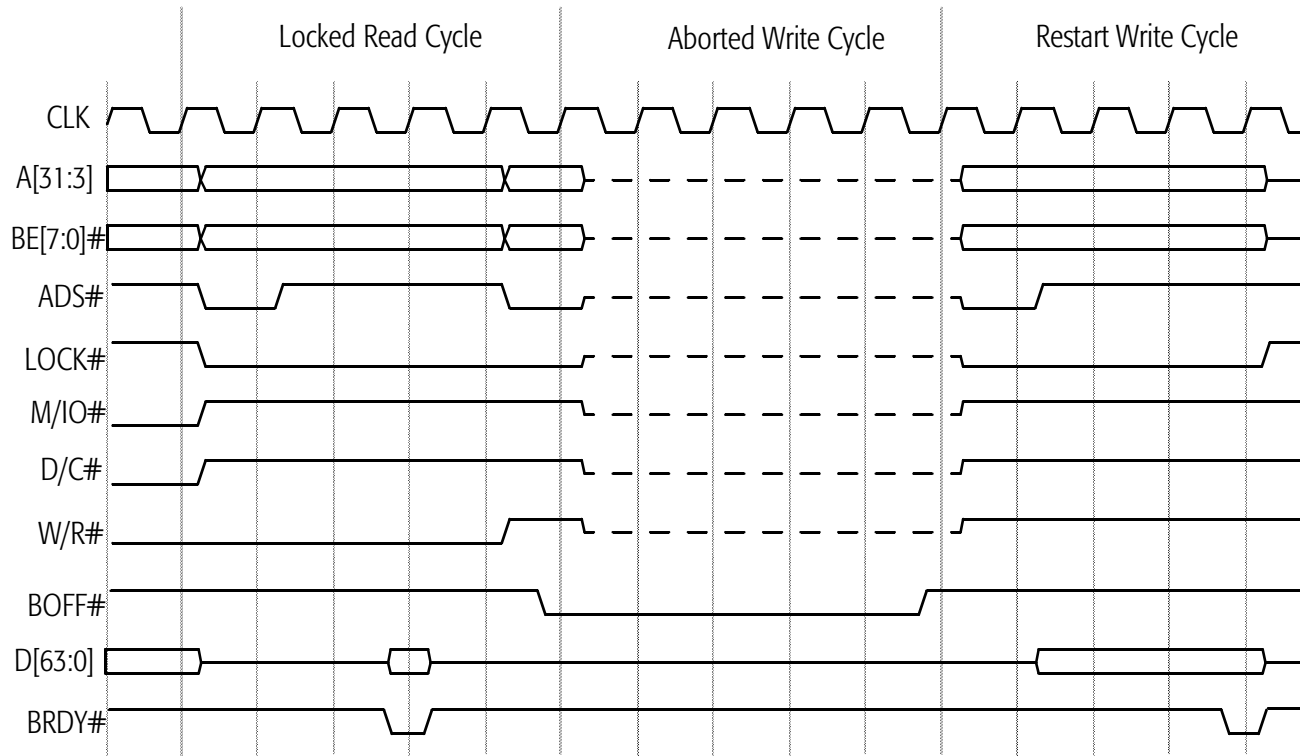 Locked Read Cycle Aborted Write Cycle Restart Write Cycle
CLK
A[31:3]
BE[7:0]#
ADS#
LOCK#
M/IO#
D/C#
W/R#
BOFF#
D[63:0]
BRDY#